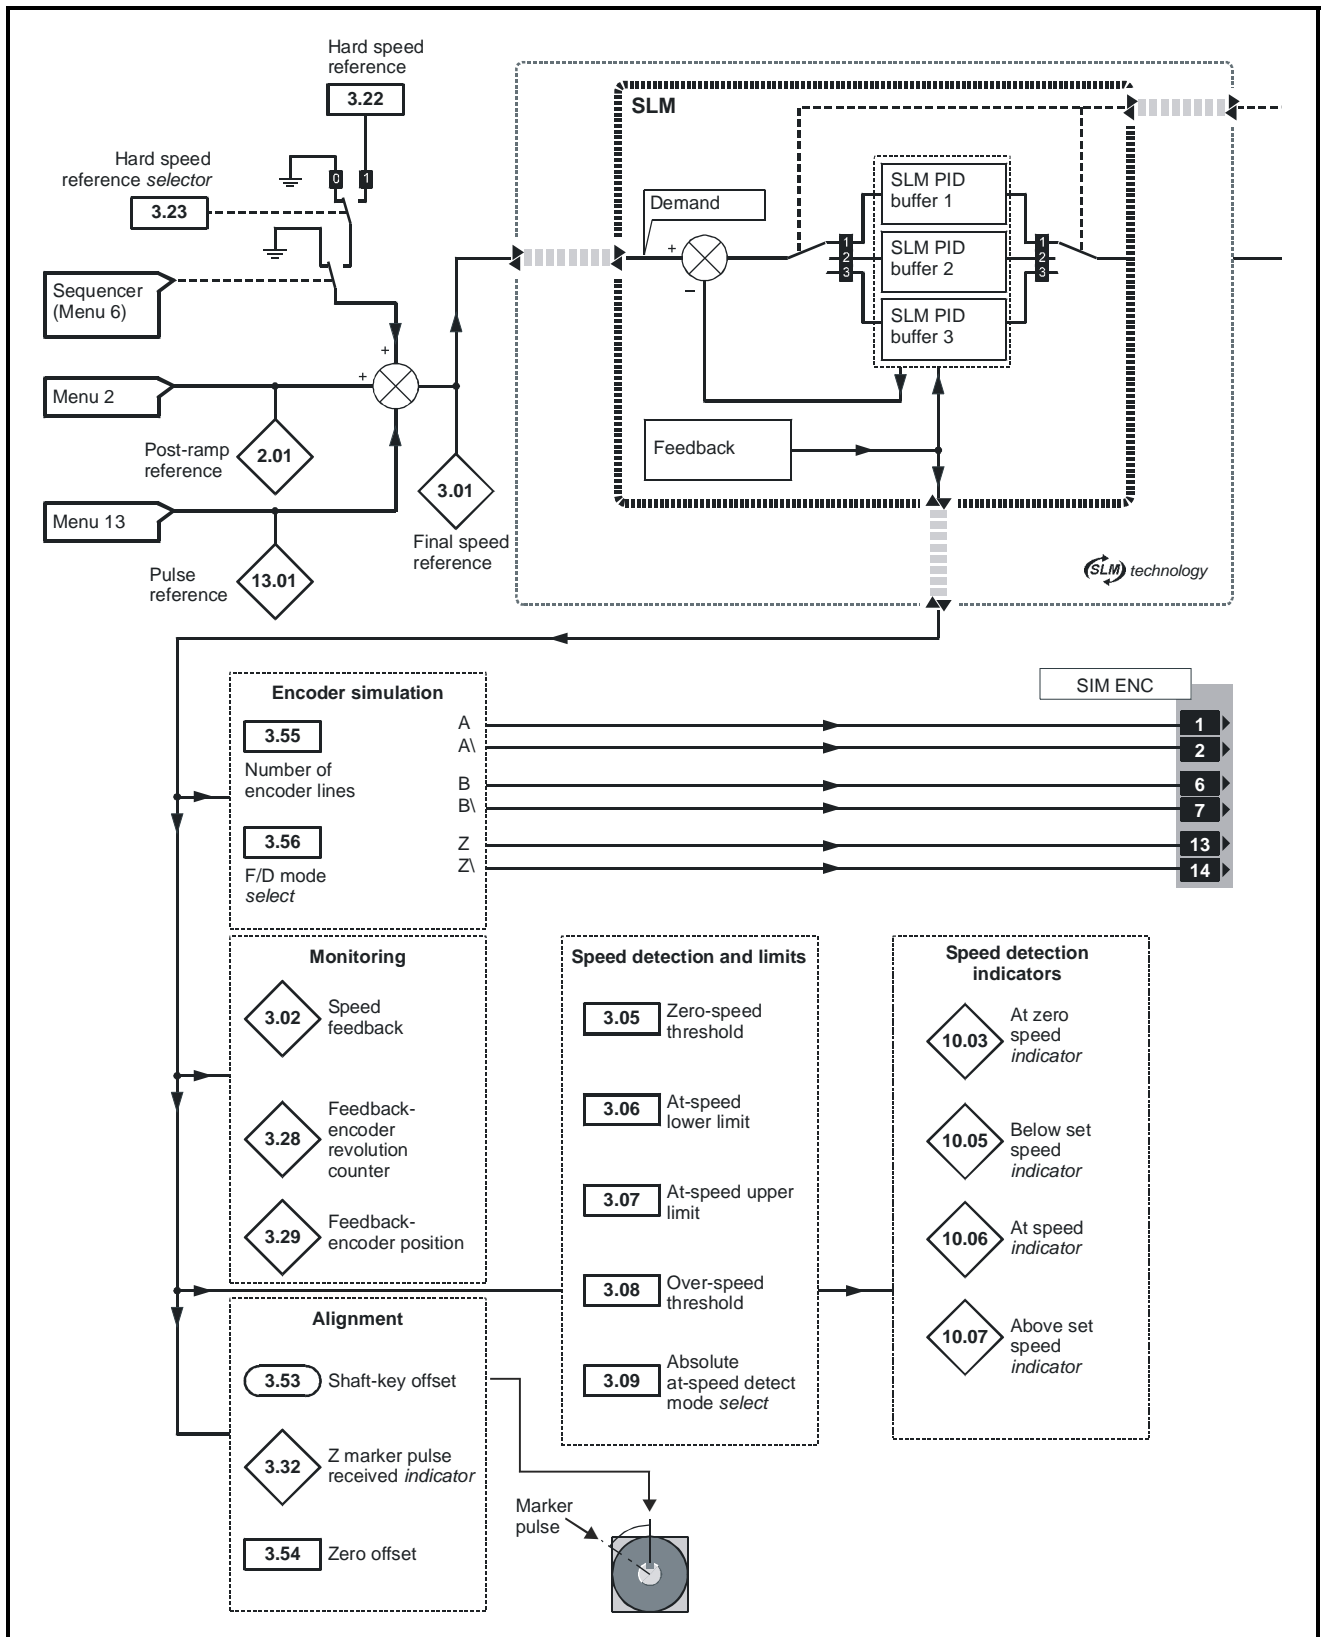 Hard speed
reference
3.22
Hard speed
reference selector
3.23
0
1
Sequencer
(Menu 6)
Menu 2
Post-ramp
reference
2.01
Menu 13
Pulse
reference
13.01
+
+
3.01
Final speed
reference
SLM
Demand
+
–
1
2
3
SLM PID
buffer 1
SLM PID
buffer 2
SLM PID
buffer 3
1
2
3
Feedback
SLM technology
Encoder simulation
3.55
Number of
encoder lines
3.56
F/D mode
select
A
A\
B
B\
Z
Z\
SIM ENC
1
2
6
7
13
14
Monitoring
3.02
Speed
feedback
3.28
Feedback-
encoder
revolution
counter
3.29
Feedback-
encoder position
Speed detection and limits
3.05
Zero-speed
threshold
3.06
At-speed
lower limit
3.07
At-speed upper
limit
3.08
Over-speed
threshold
3.09
Absolute
at-speed detect
mode select
Speed detection
indicators
10.03
At zero
speed
indicator
10.05
Below set
speed
indicator
10.06
At speed
indicator
10.07
Above set
speed
indicator
Alignment
3.53
Shaft-key offset
3.32
Z marker pulse
received indicator
3.54
Zero offset
Marker
pulse